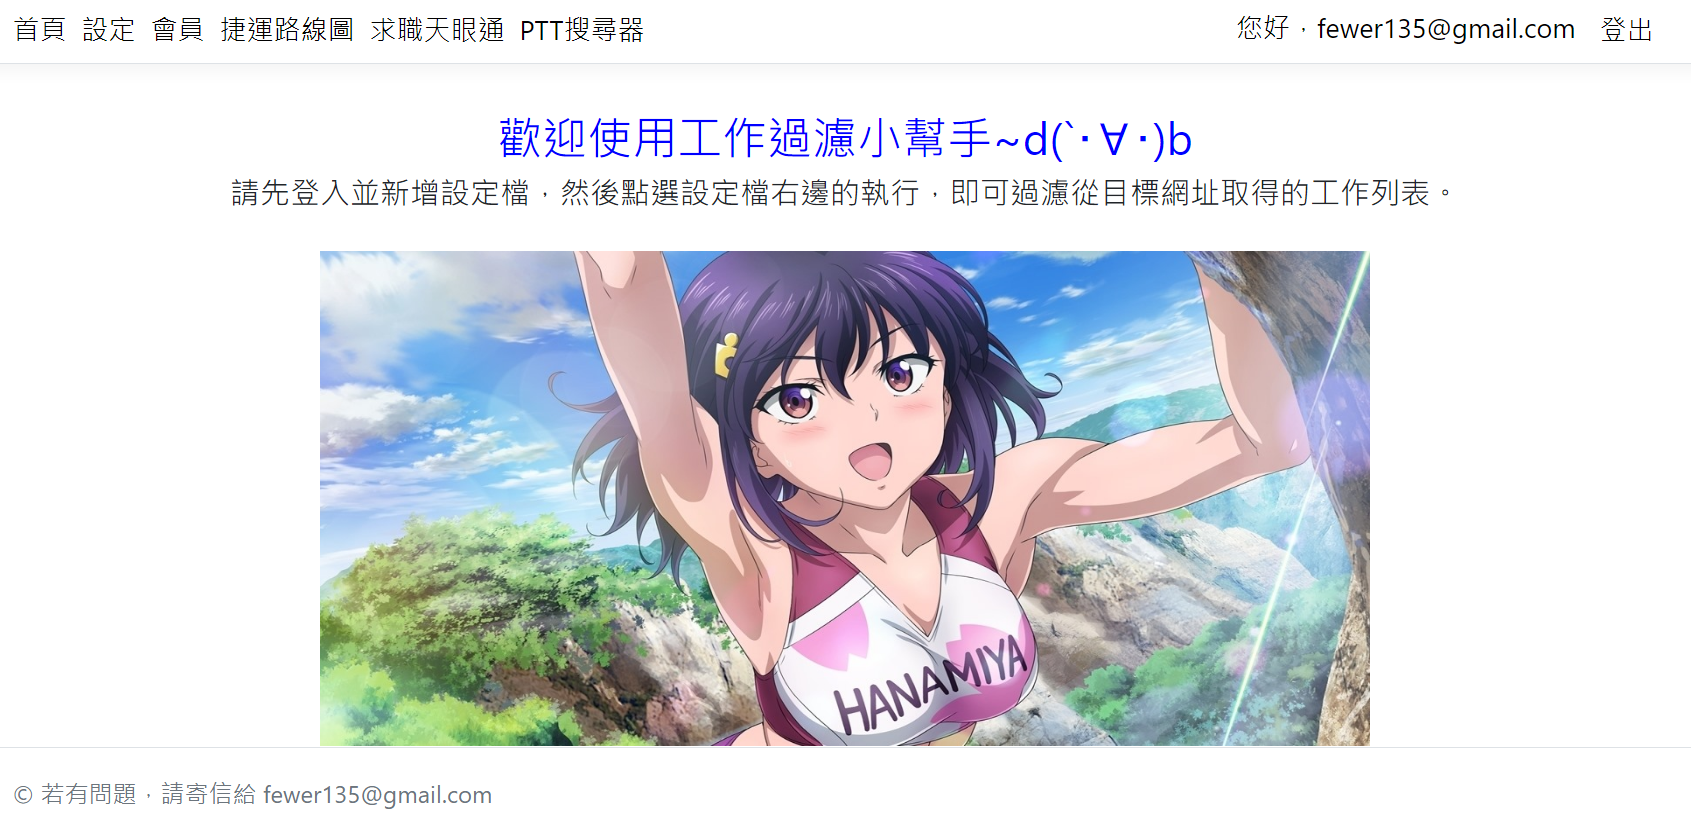 首頁 設定 會員 捷運路線圖 求職天眼通 PTT搜尋器 您好，fewer135@gmail.com 登出
歡迎使用工作過濾小幫手~d(`･∀･)b
請先登入並新增設定檔，然後點選設定檔右邊的執行，即可過濾從目標網址取得的工作列表。
HANAMIYA
© 若有問題，請寄信給 fewer135@gmail.com